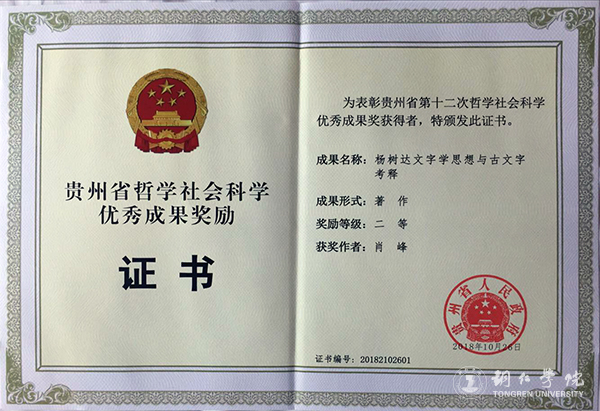 贵州省哲学社会科学
优秀成果奖励
证书
为表彰贵州省第十二次哲学社会科学
优秀成果奖获得者，特颁发此证书。
成果名称：杨树达文字学思想与古文字
考释
成果形式：著 作
奖励等级：二 等
获奖作者：肖 峰
贵州省人民政府
2018年10月26日
证书编号：20182102601
铜仁学院
TONGREN UNIVERSITY